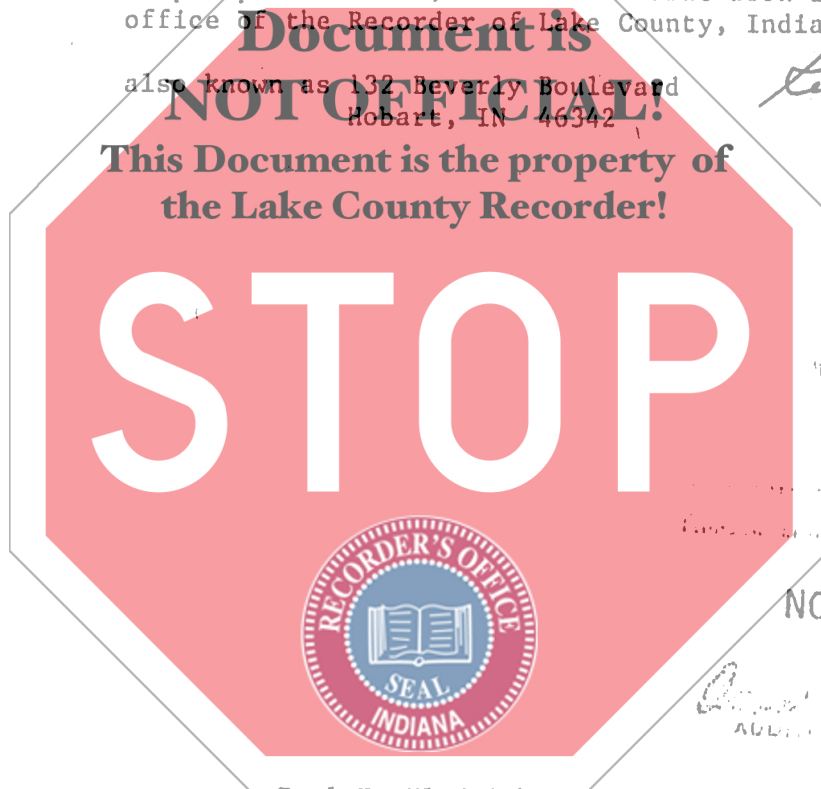 office of the Recorder of Lake County, India
Document is
also known as 132 Beverly Boulevard
NOT OFFICIAL!
Hobart, IN 46342
This Document is the property of
the Lake County Recorder!
STOP
RECORDER'S OFFICE
SEAL
INDIANA
NO